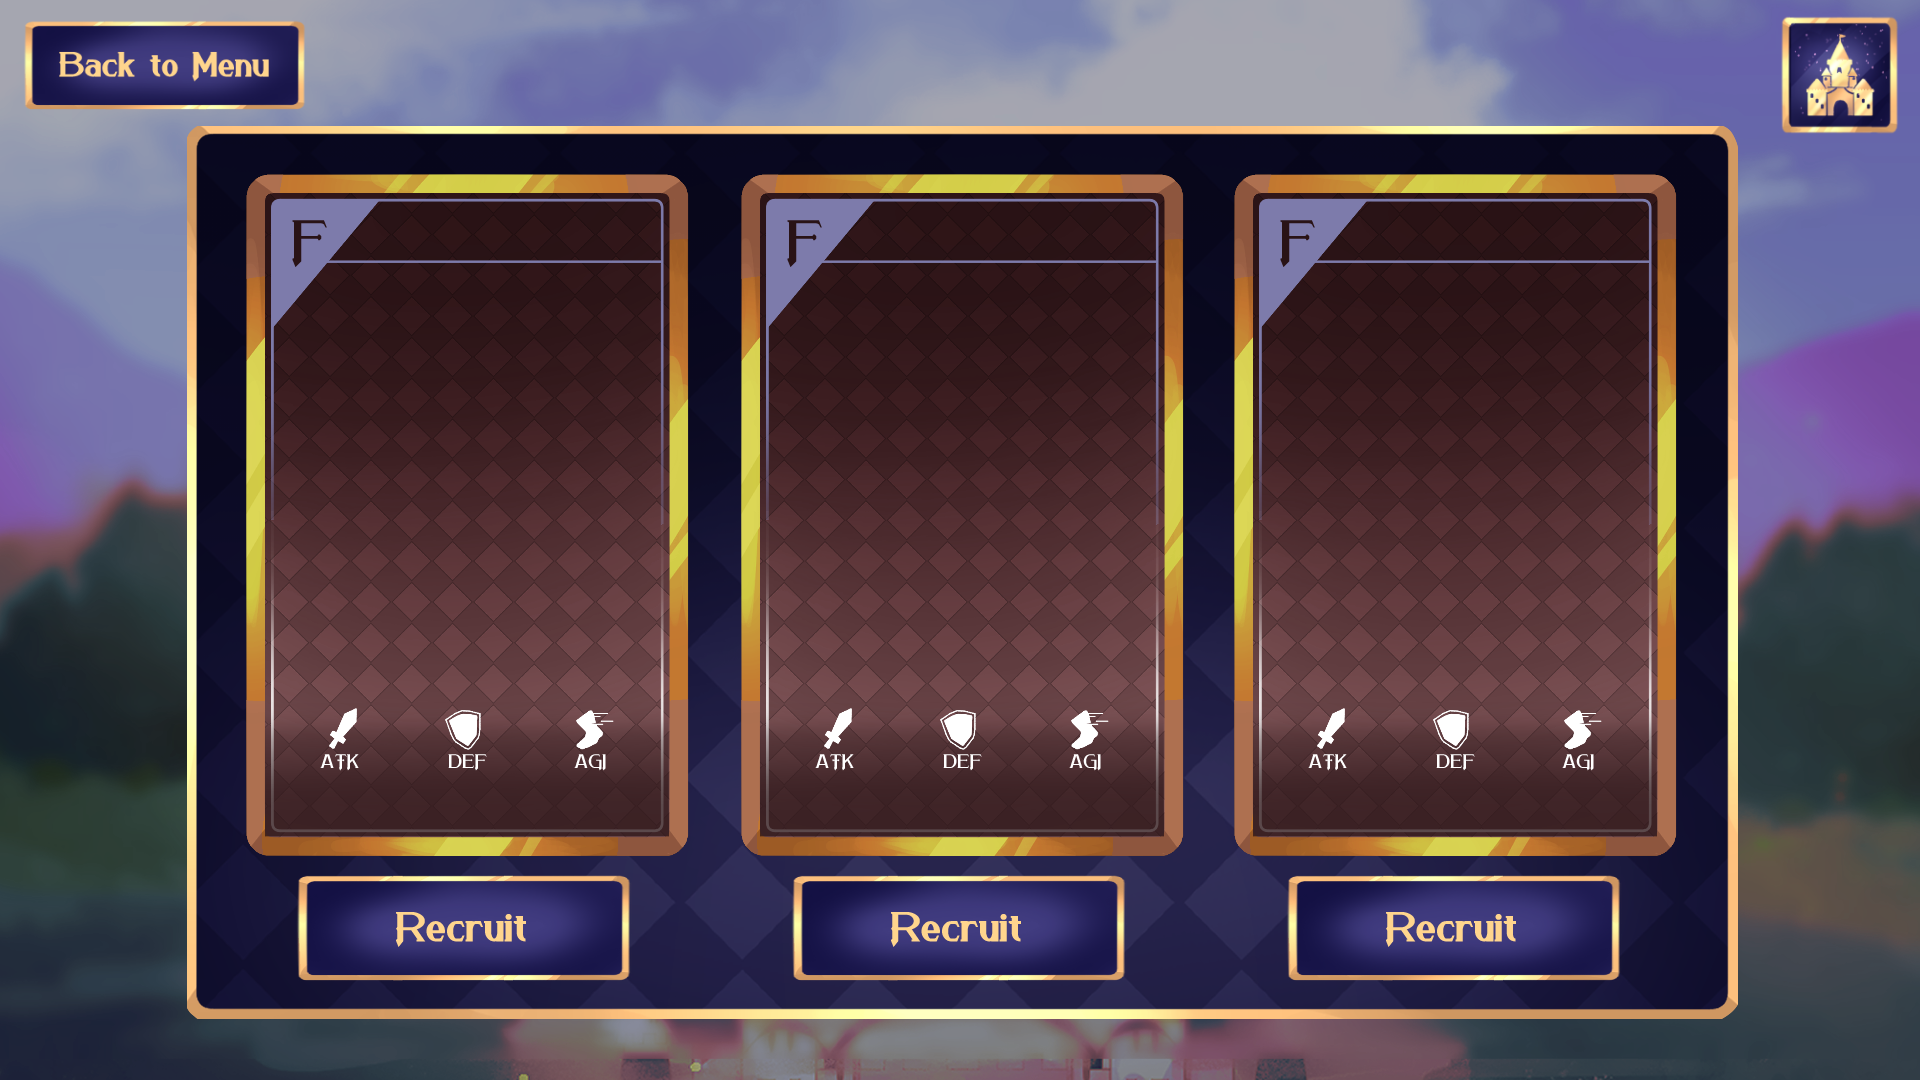 Back to Menu
F
F
F
ATK DEF AGI
ATK DEF AGI
ATK DEF AGI
Recruit
Recruit
Recruit